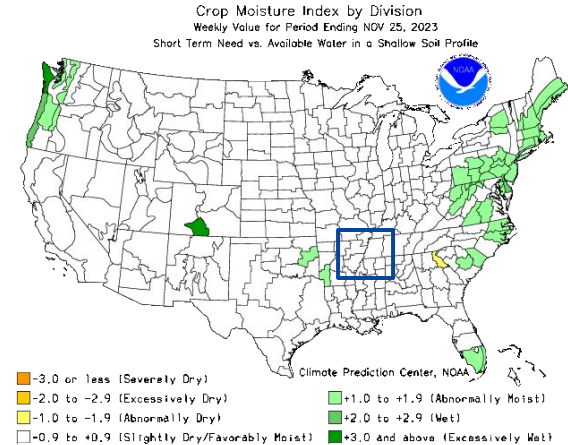 Crop Moisture Index by Division
Weekly Value for Period Ending NOV 25, 2023
Short Term Need vs. Available Water in a Shallow Soil Profile
NOAA
Climate Prediction Center, NOAA
-3.0 or less (Severely Dry)
-2.0 to -2.9 (Excessively Dry)
-1.0 to -1.9 (Abnormally Dry)
-0.9 to +0.9 (Slightly Dry/Favorably Moist)
+1.0 to +1.9 (Abnormally Moist)
+2.0 to +2.9 (Wet)
+3.0 and above (Excessively Wet)